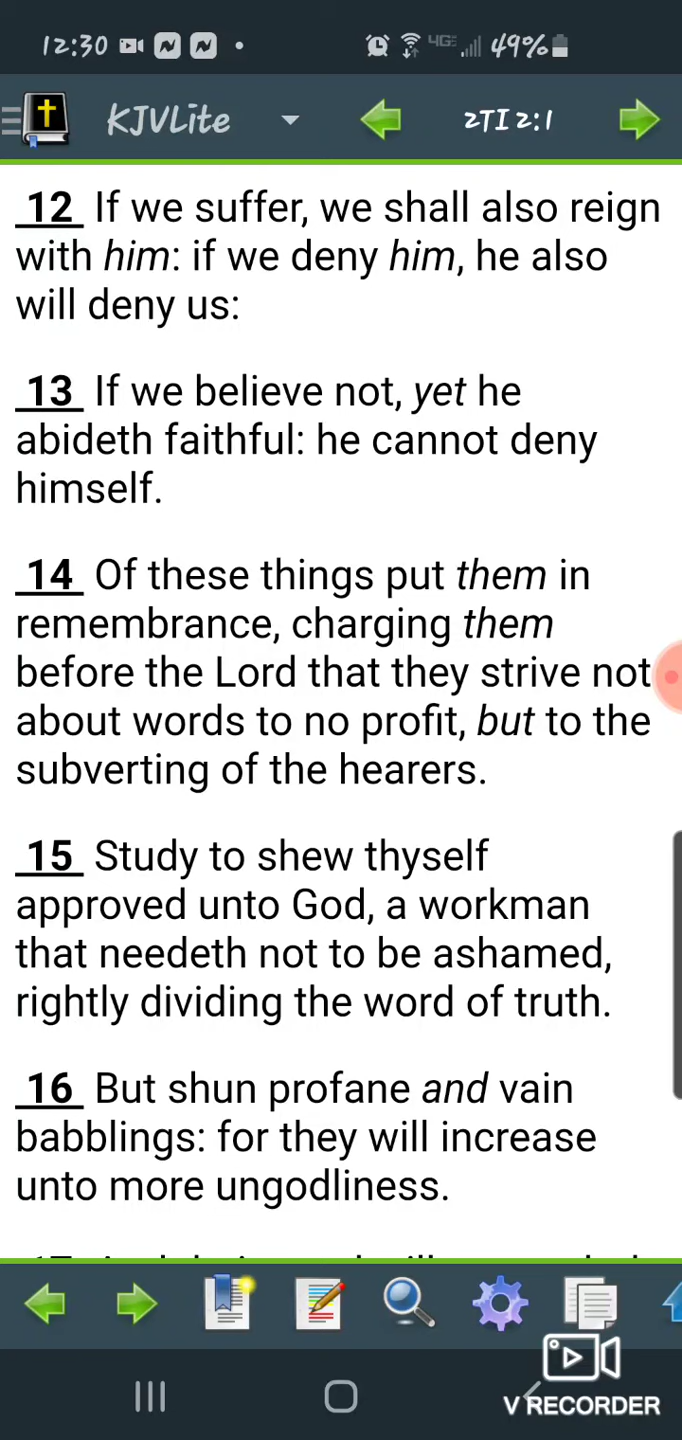 12:30 4GE 49%
KJVLite 2TI 2:1
12 If we suffer, we shall also reign
with him: if we deny him, he also
will deny us:
13 If we believe not, yet he
abideth faithful: he cannot deny
himself.
14 Of these things put them in
remembrance, charging them
before the Lord that they strive not
about words to no profit, but to the
subverting of the hearers.
15 Study to shew thyself
approved unto God, a workman
that needeth not to be ashamed,
rightly dividing the word of truth.
16 But shun profane and vain
babblings: for they will increase
unto more ungodliness.
V RECORDER